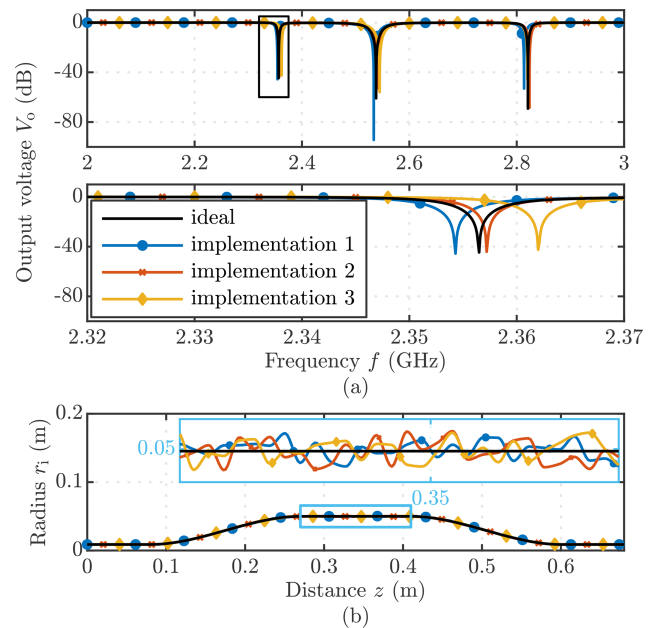 Output voltage Vo (dB)
0
-40
-80
2 2.2 2.4 2.6 2.8 3
0
-40
-80
ideal
implementation 1
implementation 2
implementation 3
2.32 2.33 2.34 2.35 2.36 2.37
Frequency f (GHz)
(a)
Radius r1 (m)
0.2
0.1
0
0.05
0.35
0 0.1 0.2 0.3 0.4 0.5 0.6
Distance z (m)
(b)